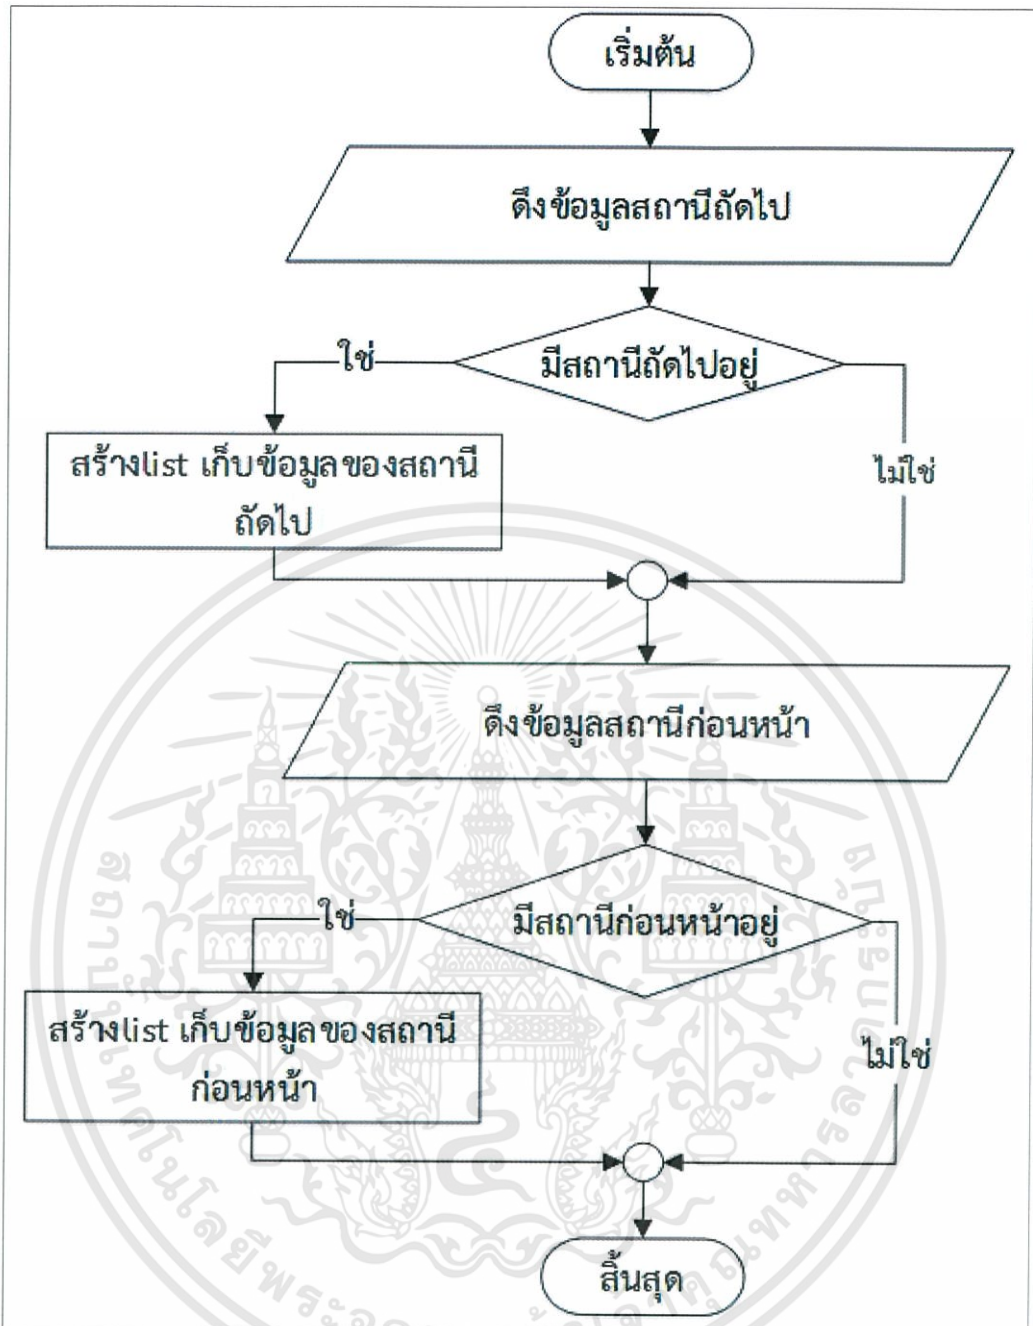 เริ่มต้น
ดึงข้อมูลสถานีถัดไป
มีสถานีถัดไปอยู่
ใช่
ไม่ใช่
สร้างlist เก็บข้อมูลของสถานี
ถัดไป
ดึงข้อมูลสถานีก่อนหน้า
มีสถานีก่อนหน้าอยู่
ใช่
ไม่ใช่
สร้างlist เก็บข้อมูลของสถานี
ก่อนหน้า
สิ้นสุด